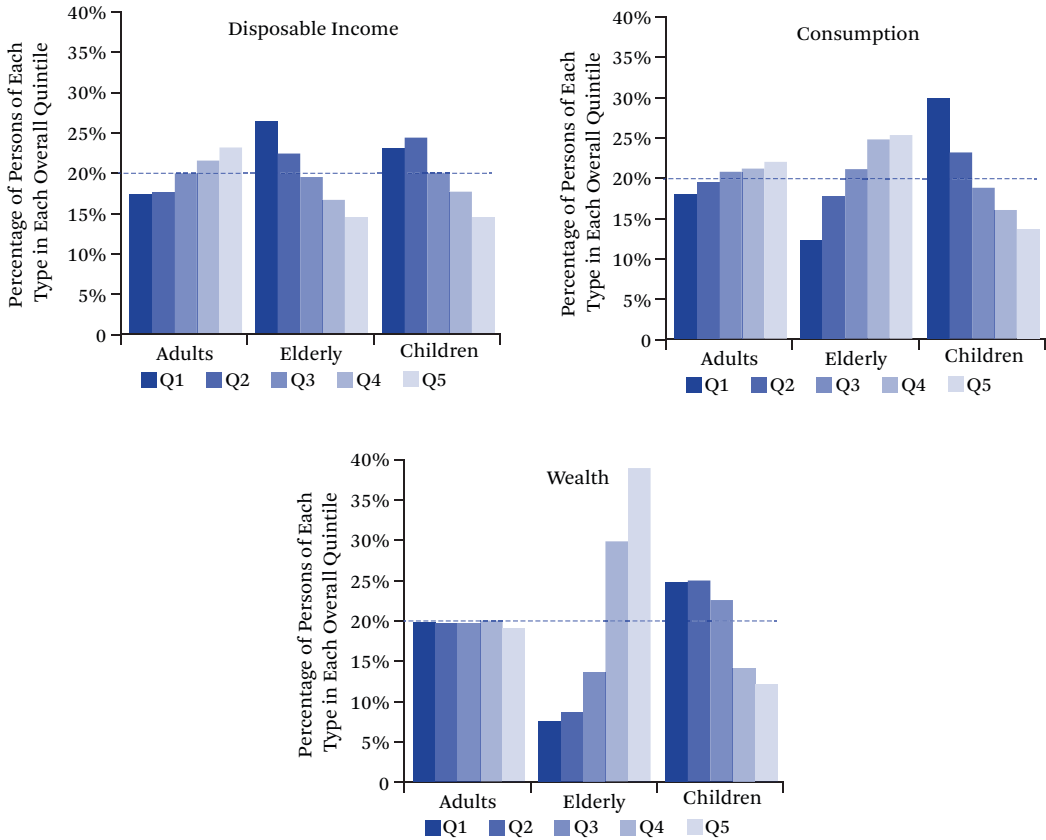 Disposable Income
Percentage of Persons of Each
Type in Each Overall Quintile
40%
35%
30%
25%
20%
15%
10%
5%
0
Adults Elderly Children
Q1 Q2 Q3 Q4 Q5
Consumption
Percentage of Persons of Each
Type in Each Overall Quintile
40%
35%
30%
25%
20%
15%
10%
5%
0
Adults Elderly Children
Q1 Q2 Q3 Q4 Q5
Wealth
Percentage of Persons of Each
Type in Each Overall Quintile
40%
35%
30%
25%
20%
15%
10%
5%
0
Adults Elderly Children
Q1 Q2 Q3 Q4 Q5